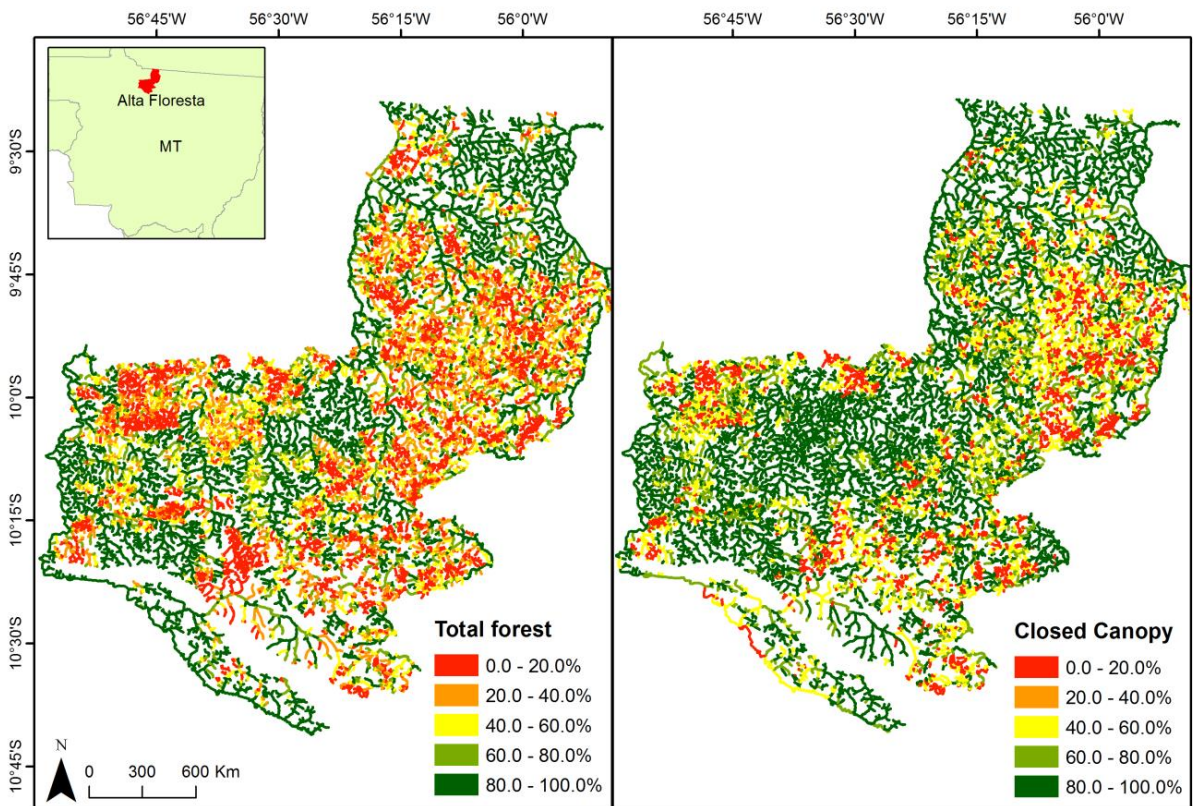 56°45'W 56°30'W 56°15'W 56°0'W 56°45'W 56°30'W 56°15'W 56°0'W
Alta Floresta
MT
9°30'S
9°45'S
10°0'S
10°15'S
10°30'S
10°45'S
Total forest
0.0 - 20.0%
20.0 - 40.0%
40.0 - 60.0%
60.0 - 80.0%
80.0 - 100.0%
N
0 300 600 Km
Closed Canopy
0.0 - 20.0%
20.0 - 40.0%
40.0 - 60.0%
60.0 - 80.0%
80.0 - 100.0%